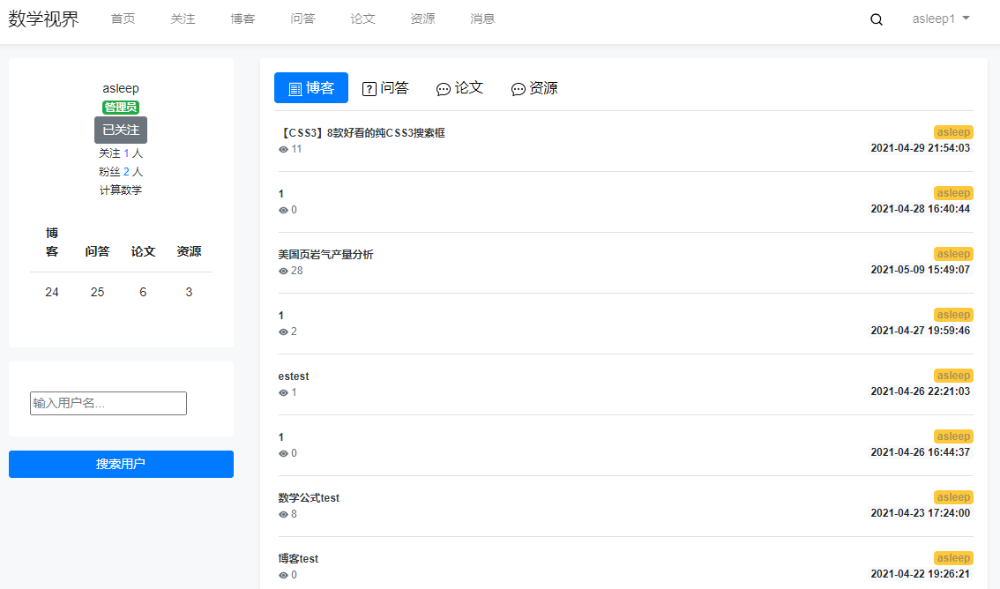 数学视界 首页 关注 博客 问答 论文 资源 消息 asleep1
asleep
管理员
已关注
关注 1 人
粉丝 2 人
计算数学
博客 问答 论文 资源
24 25 6 3
输入用户名...
搜索用户
博客 问答 论文 资源
【CSS3】8款好看的纯CSS3搜索框 asleep
11 2021-04-29 21:54:03
1 asleep
0 2021-04-28 16:40:44
美国页岩气产量分析 asleep
28 2021-05-09 15:49:07
1 asleep
2 2021-04-27 19:59:46
estest asleep
1 2021-04-26 22:21:03
1 asleep
0 2021-04-26 16:44:37
数学公式test asleep
8 2021-04-23 17:24:00
博客test asleep
0 2021-04-22 19:26:21